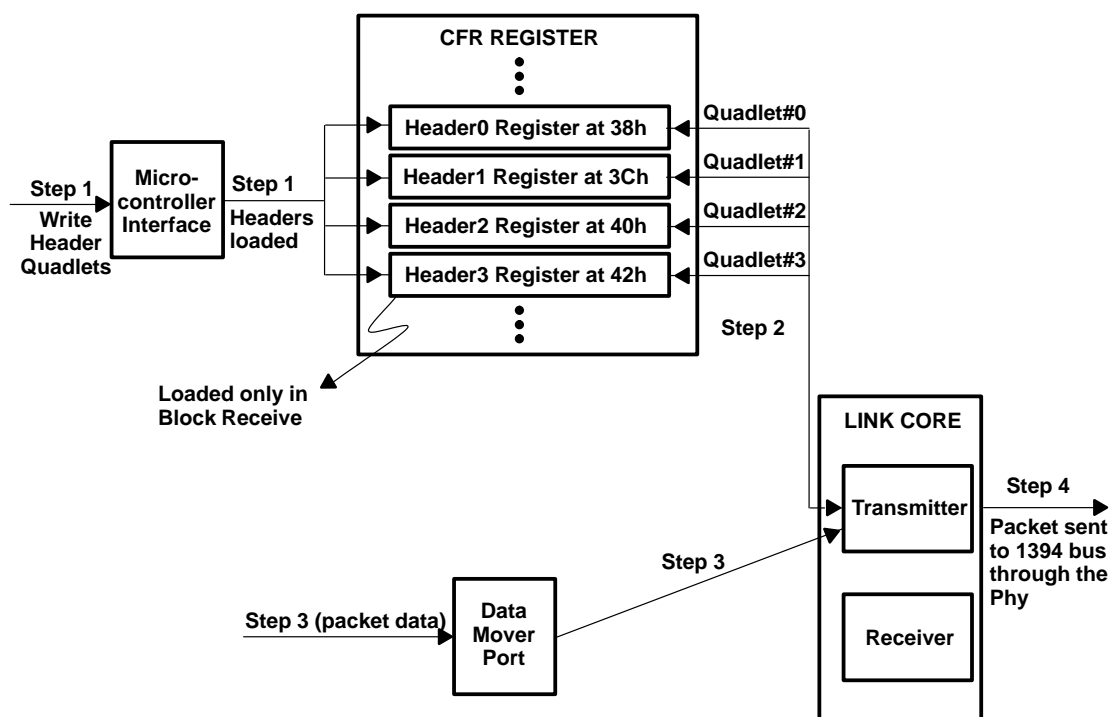 CFR REGISTER
Header0 Register at 38h
Header1 Register at 3Ch
Header2 Register at 40h
Header3 Register at 42h
Quadlet#0
Quadlet#1
Quadlet#2
Quadlet#3
Step 1
Write
Header
Quadlets
Micro-
controller
Interface
Step 1
Headers
loaded
Step 2
Loaded only in
Block Receive
LINK CORE
Transmitter
Receiver
Step 4
Packet sent
to 1394 bus
through the
Phy
Step 3
Step 3 (packet data)
Data
Mover
Port